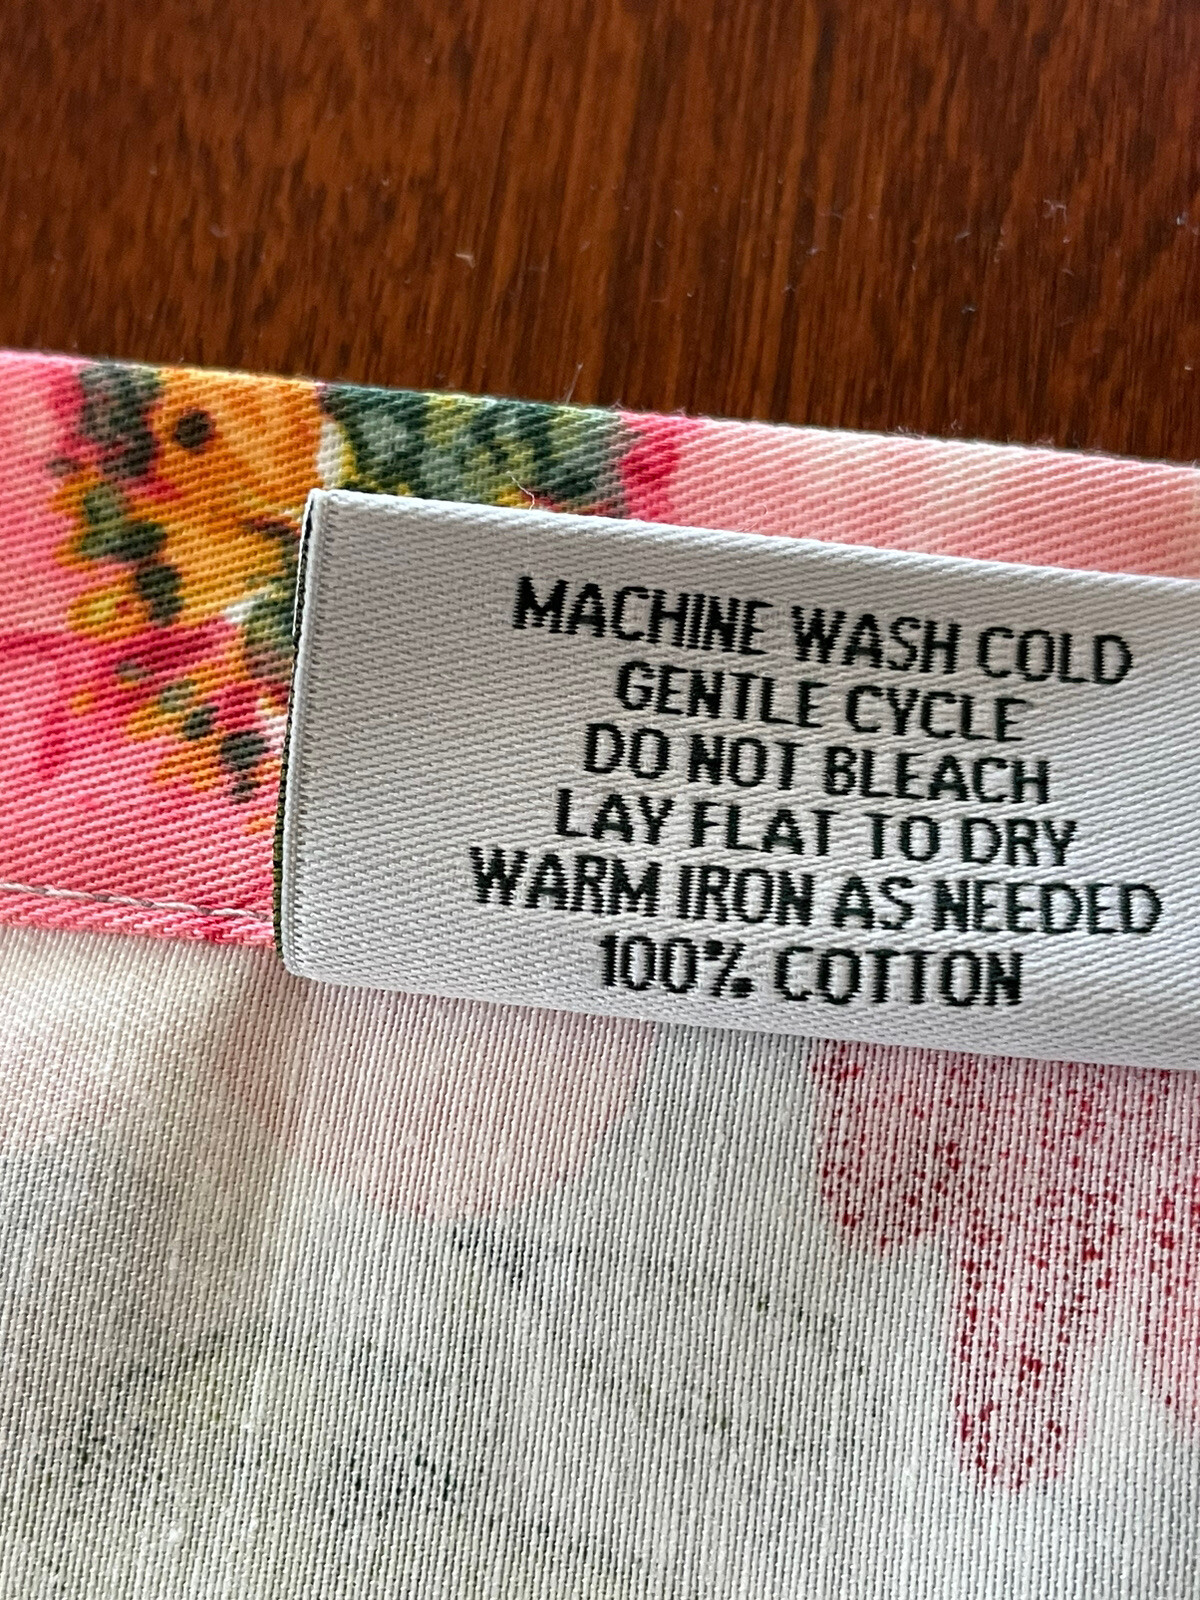 MACHINE WASH COLD
GENTLE CYCLE
DO NOT BLEACH
LAY FLAT TO DRY
WARM IRON AS NEEDED
100% COTTON